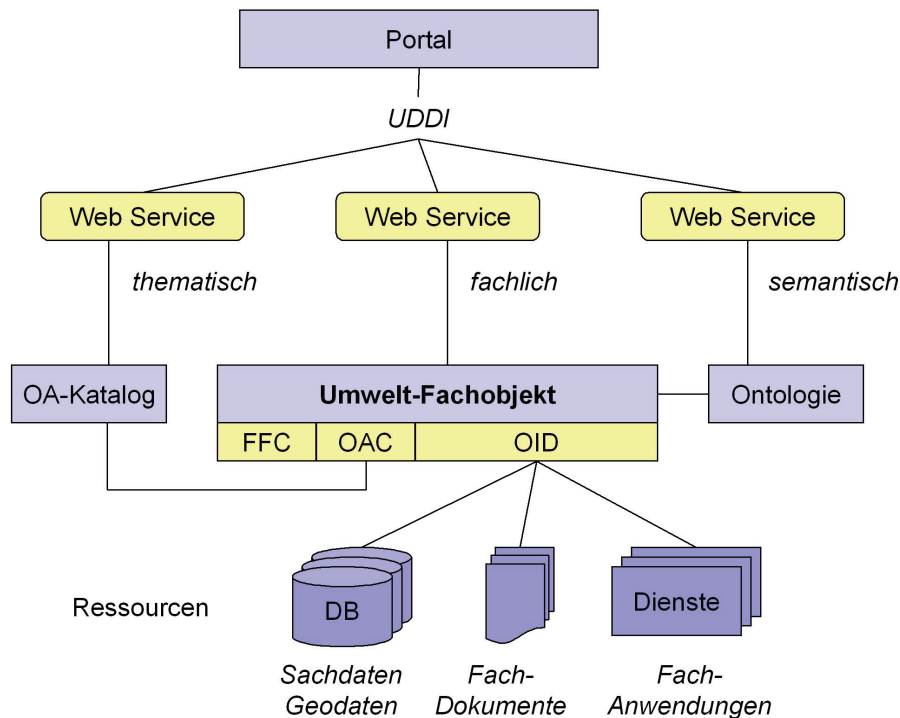 Portal
UDDI
Web Service
Web Service
Web Service
thematisch
fachlich
semantisch
OA-Katalog
Umwelt-Fachobjekt
Ontologie
FFC
OAC
OID
Ressourcen
DB
Dienste
Sachdaten
Geodaten
Fach-
Dokumente
Fach-
Anwendungen